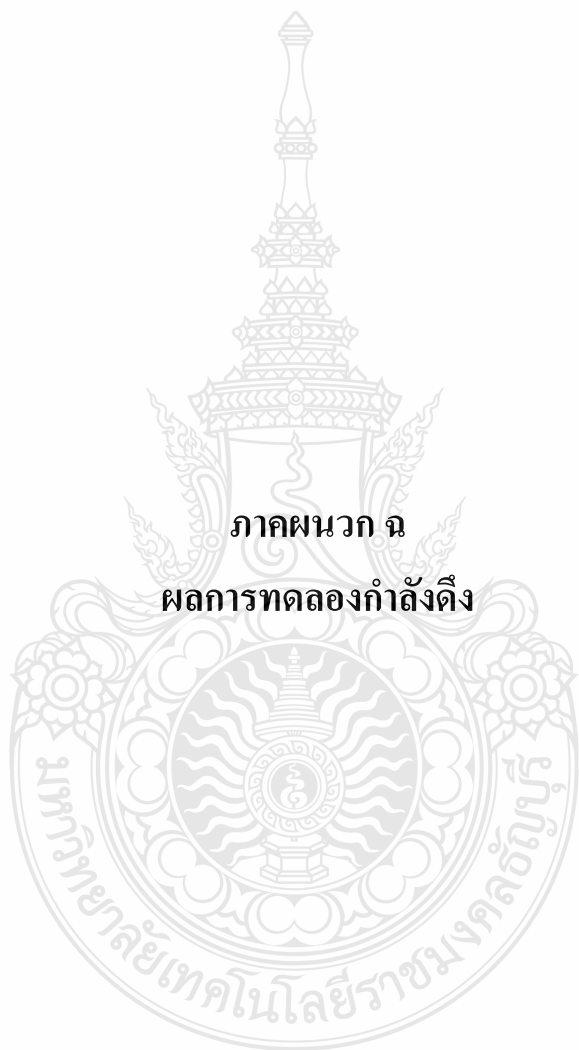 ภาคผนวก ฉ
ผลการทดลองกำลังดึง
มหาวิทยาลัยเทคโนโลยีราชมงคลธัญบุรี